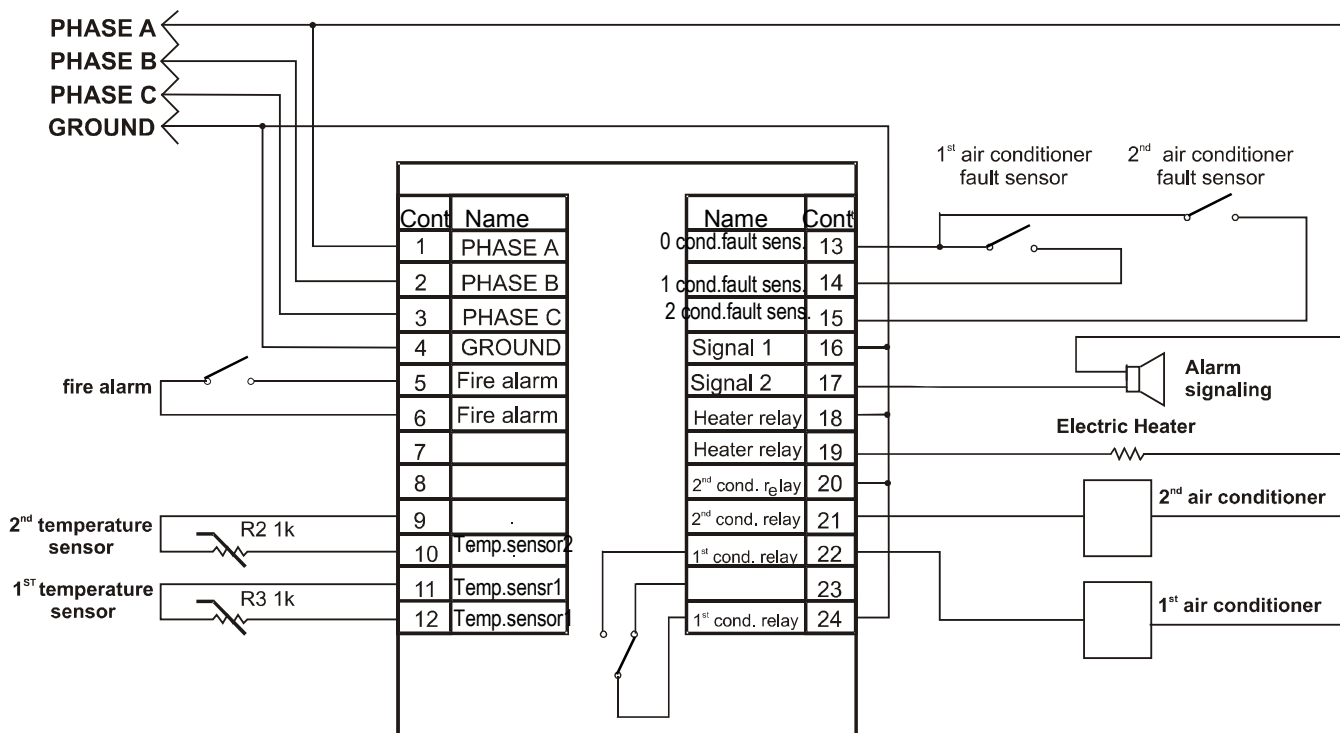 PHASE A
PHASE B
PHASE C
GROUND
1st air conditioner
fault sensor
2nd air conditioner
fault sensor
Cont Name
1 PHASE A
2 PHASE B
3 PHASE C
4 GROUND
5 Fire alarm
6 Fire alarm
7
8
9 .
10 Temp.sensor2
11 Temp.sensr1
12 Temp.sensor1
Name Cont
0 cond.fault sens. 13
1 cond.fault sens. 14
2 cond.fault sens. 15
Signal 1 16
Signal 2 17
Heater relay 18
Heater relay 19
2nd cond. relay 20
2nd cond. relay 21
1st cond. relay 22
23
1st cond. relay 24
fire alarm
2nd temperature
sensor
R2 1k
1ST temperature
sensor
R3 1k
Alarm
signaling
Electric Heater
2nd air conditioner
1st air conditioner